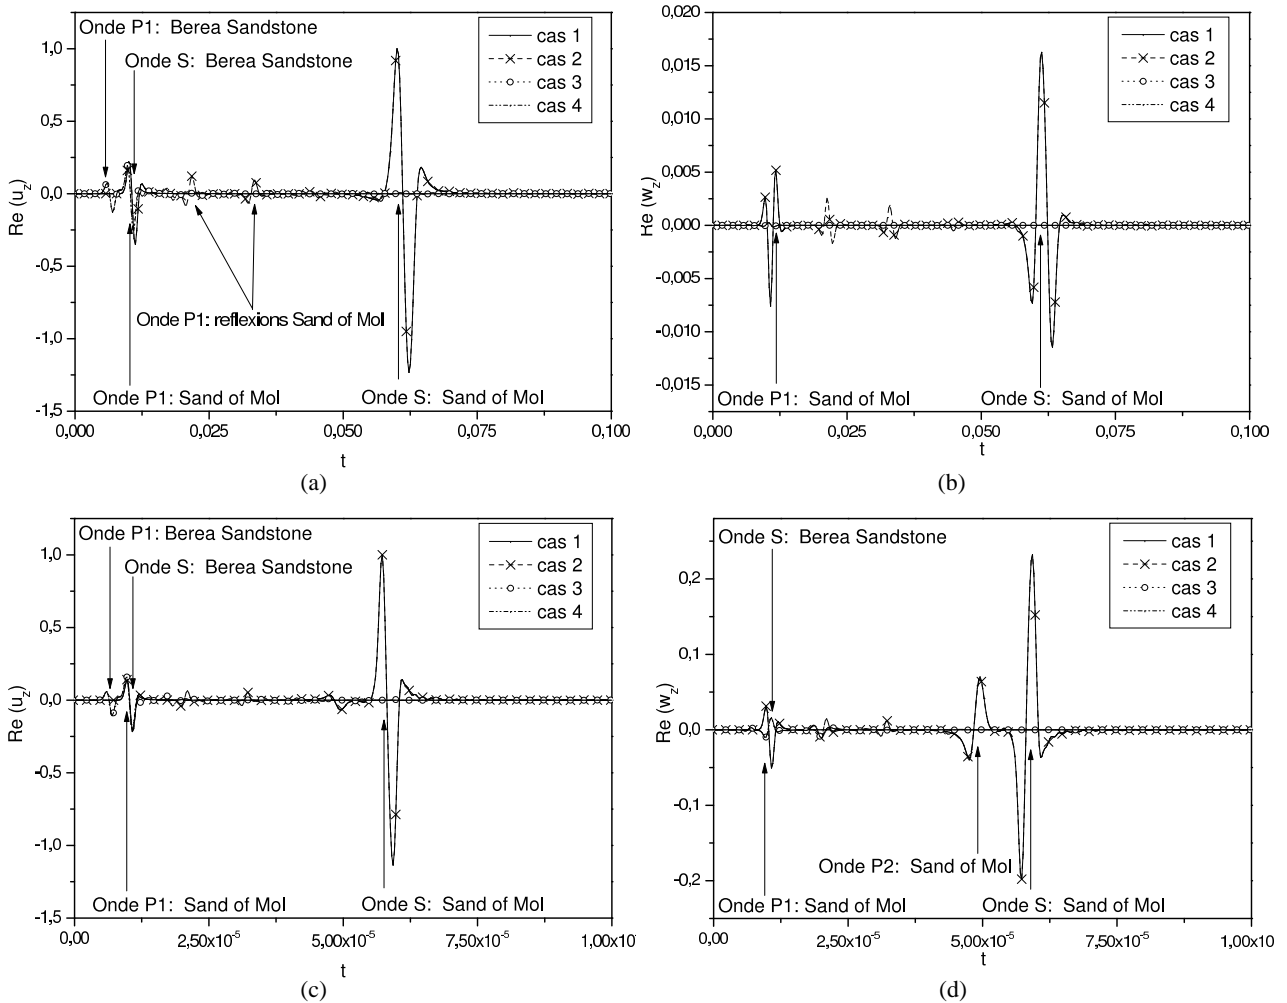 Onde P1: Berea Sandstone
Onde S: Berea Sandstone
cas 1
cas 2
cas 3
cas 4
1,0
0,5
0,0
-0,5
-1,0
-1,5
Re (u_z)
Onde P1: reflexions Sand of Mol
Onde P1: Sand of Mol
Onde S: Sand of Mol
0,000 0,025 0,050 0,075 0,100
t
(a)
0,020
0,015
0,010
0,005
0,000
-0,005
-0,010
-0,015
Re (w_z)
cas 1
cas 2
cas 3
cas 4
Onde P1: Sand of Mol
Onde S: Sand of Mol
0,000 0,025 0,050 0,075 0,100
t
(b)
Onde P1: Berea Sandstone
Onde S: Berea Sandstone
cas 1
cas 2
cas 3
cas 4
1,0
0,5
0,0
-0,5
-1,0
-1,5
Re (u_z)
Onde P1: Sand of Mol
Onde S: Sand of Mol
0,00 2,50x10⁻⁵ 5,00x10⁻⁵ 7,50x10⁻⁵ 1,00x10
t
(c)
Onde S: Berea Sandstone
cas 1
cas 2
cas 3
cas 4
0,2
0,1
0,0
-0,1
-0,2
Re (w_z)
Onde P2: Sand of Mol
Onde P1: Sand of Mol
Onde S: Sand of Mol
0,00 2,50x10⁻⁵ 5,00x10⁻⁵ 7,50x10⁻⁵ 1,00x10
t
(d)